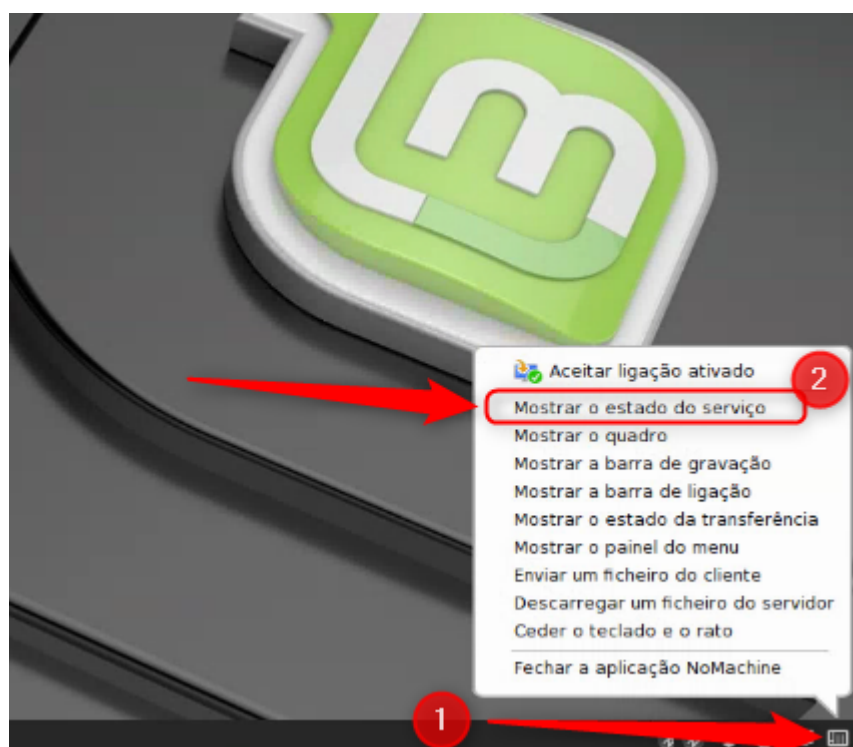 Aceitar ligação ativado
2
Mostrar o estado do serviço
Mostrar o quadro
Mostrar a barra de gravação
Mostrar a barra de ligação
Mostrar o estado da transferência
Mostrar o painel do menu
Enviar um ficheiro do cliente
Descarregar um ficheiro do servidor
Ceder o teclado e o rato
Fechar a aplicação NoMachine
1